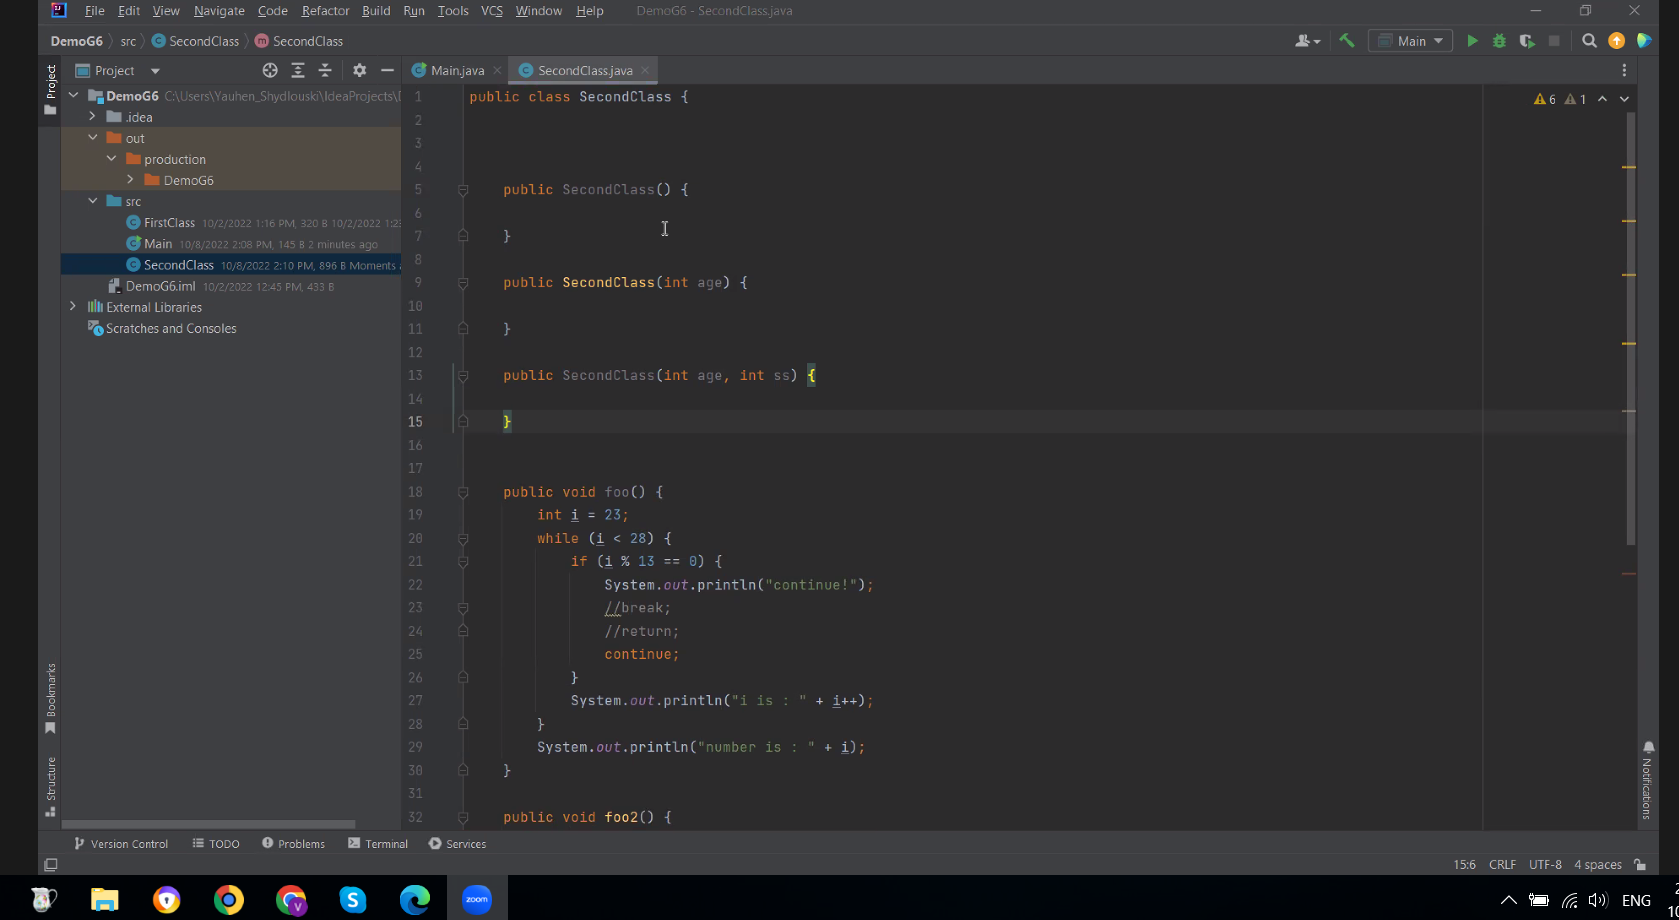 File Edit View Navigate Code Refactor Build Run Tools VCS Window Help DemoG6 - SecondClass.java
DemoG6 src SecondClass SecondClass Main
Project Main.java SecondClass.java
Project
DemoG6 C:\Users\Yauhen_Shydlouski\IdeaProjects\
.idea
out
production
DemoG6
src
FirstClass 10/2/2022 1:16 PM, 320 B 10/2/2022 1:23
Main 10/8/2022 2:08 PM, 145 B 2 minutes ago
SecondClass 10/8/2022 2:10 PM, 896 B Moments a
DemoG6.iml 10/2/2022 12:45 PM, 433 B
External Libraries
Scratches and Consoles
Bookmarks
Structure
6 1
1 public class SecondClass {
2
3
4
5 public SecondClass() {
6
7 }
8
9 public SecondClass(int age) {
10
11 }
12
13 public SecondClass(int age, int ss) {
14
15 }
16
17
18 public void foo() {
19 int i = 23;
20 while (i < 28) {
21 if (i % 13 == 0) {
22 System.out.println("continue!");
23 //break;
24 //return;
25 continue;
26 }
27 System.out.println("i is : " + i++);
28 }
29 System.out.println("number is : " + i);
30 }
31
32 public void foo2() {
Notifications
Version Control TODO Problems Terminal Services
15:6 CRLF UTF-8 4 spaces
V zoom ENG